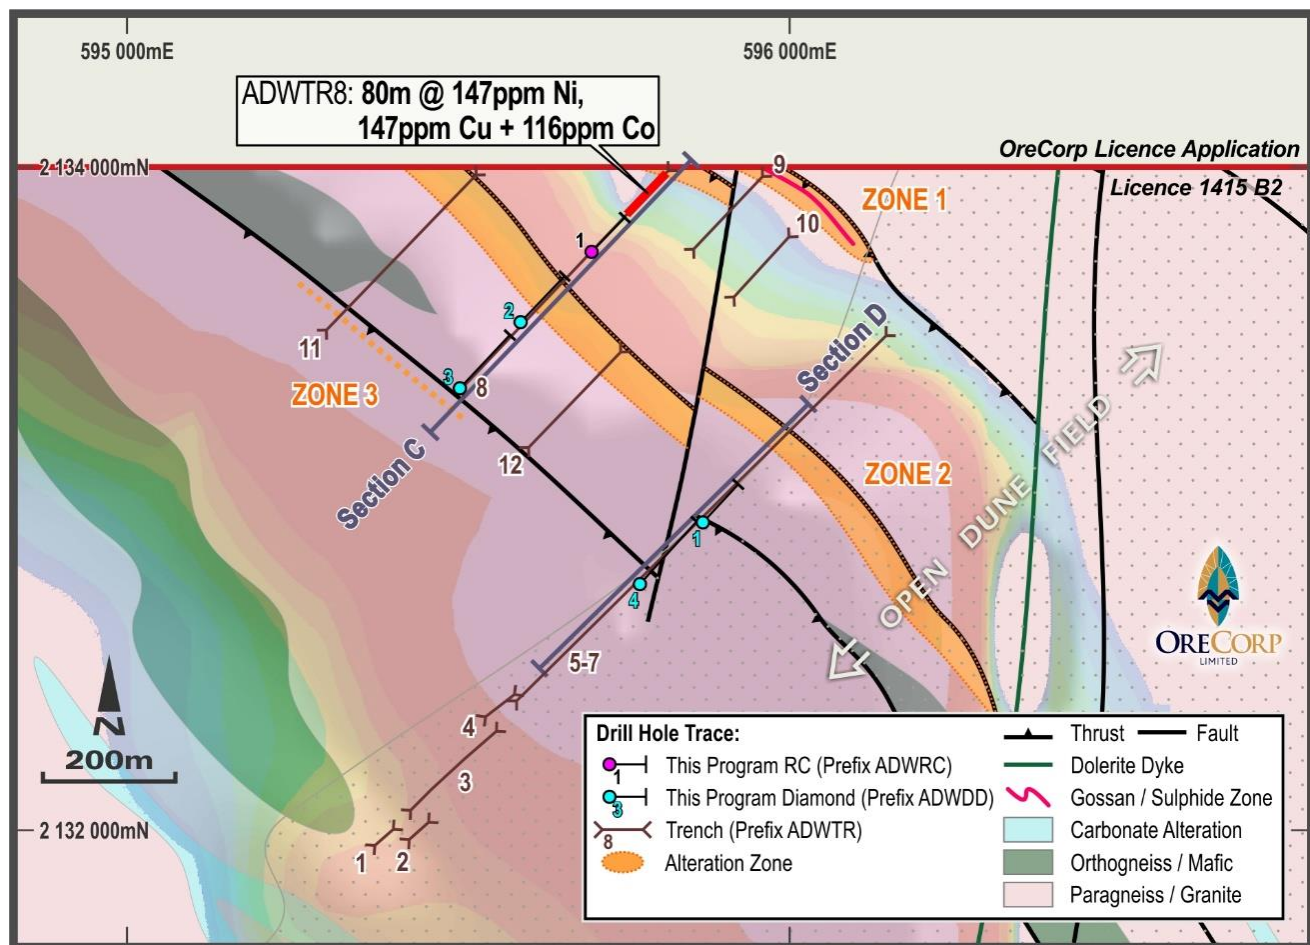 595 000mE
596 000mE
ADWTR8: 80m @ 147ppm Ni,
147ppm Cu + 116ppm Co
2 134 000mN
OreCorp Licence Application
Licence 1415 B2
9
ZONE 1
10
1
2
3
8
11
ZONE 3
12
Section C
Section D
ZONE 2
OPEN DUNE FIELD
1
4
5-7
4
3
1
2
N
200m
2 132 000mN
ORECORP
LIMITED
Drill Hole Trace:
1
This Program RC (Prefix ADWRC)
3
This Program Diamond (Prefix ADWDD)
8
Trench (Prefix ADWTR)
Alteration Zone
Thrust
Fault
Dolerite Dyke
Gossan / Sulphide Zone
Carbonate Alteration
Orthogneiss / Mafic
Paragneiss / Granite